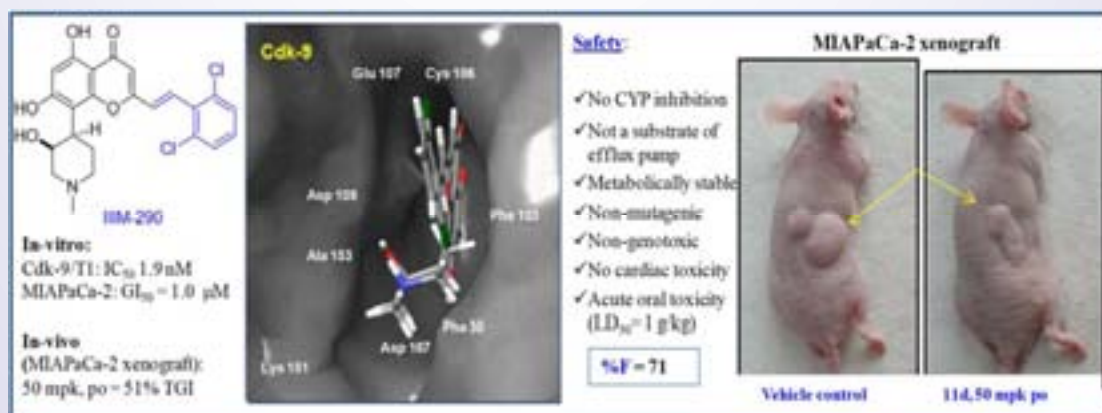 OH
O
HO
O
Cl
H
HO
Cl
N
IIIM-290
In-vitro:
Cdk-9/T1: IC50 1.9 nM
MIAPaCa-2: GI50 = 1.0 μM
In-vivo
(MIAPaCa-2 xenograft):
50 mpk, po = 51% TGI
Cdk-9
Glu 107
Cys 106
Asp 109
Phe 103
Ala 153
Phe 30
Asp 167
Lys 151
Safety:
✓No CYP inhibition
✓Not a substrate of
efflux pump
✓Metabolically stable
✓Non-mutagenic
✓Non-genotoxic
✓No cardiac toxicity
✓Acute oral toxicity
(LD50= 1 g/kg)
%F = 71
MIAPaCa-2 xenograft
Vehicle control
11d, 50 mpk po